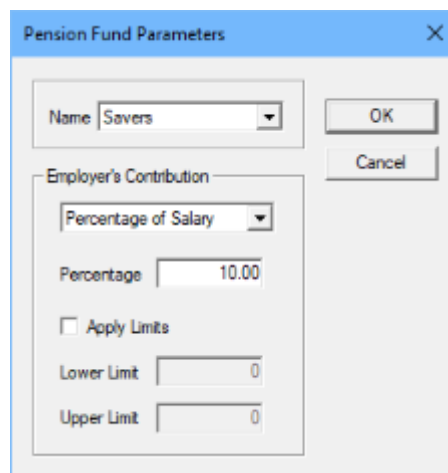 Pension Fund Parameters
Name Savers
OK
Cancel
Employer's Contribution
Percentage of Salary
Percentage 10.00
Apply Limits
Lower Limit 0
Upper Limit 0